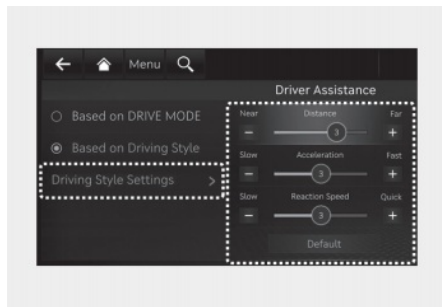 Menu
Driver Assistance
Based on DRIVE MODE
Based on Driving Style
Driving Style Settings >
Near Distance Far
− 3 +
Slow Acceleration Fast
− 3 +
Slow Reaction Speed Quick
− 3 +
Default